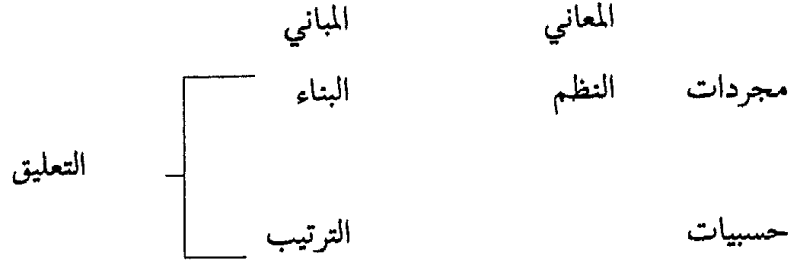 المعاني المباني
مجردات النظم البناء
التعليق
حسبيات الترتيب